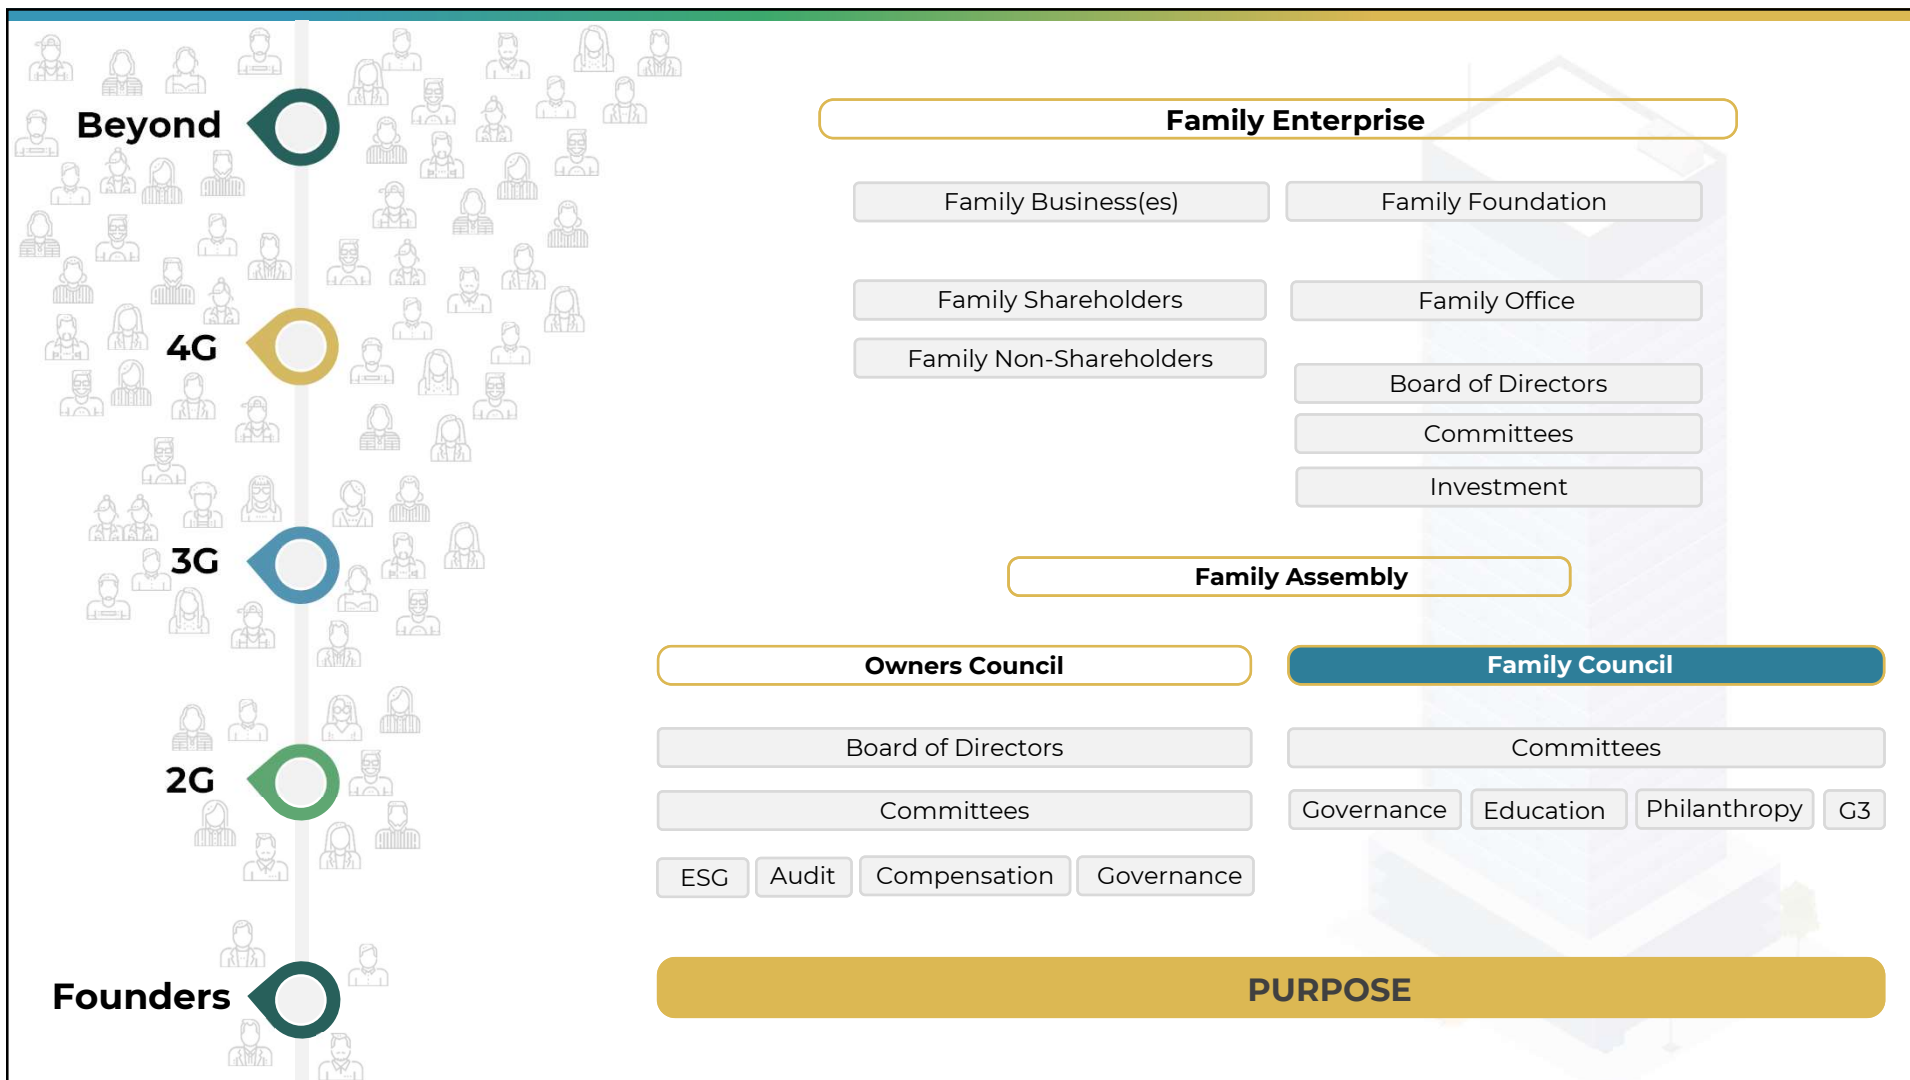 Beyond
4G
3G
2G
Founders
Family Enterprise
Family Business(es)
Family Foundation
Family Shareholders
Family Office
Family Non-Shareholders
Board of Directors
Committees
Investment
Family Assembly
Owners Council
Family Council
Board of Directors
Committees
Committees
Governance
Education
Philanthropy
G3
ESG
Audit
Compensation
Governance
PURPOSE